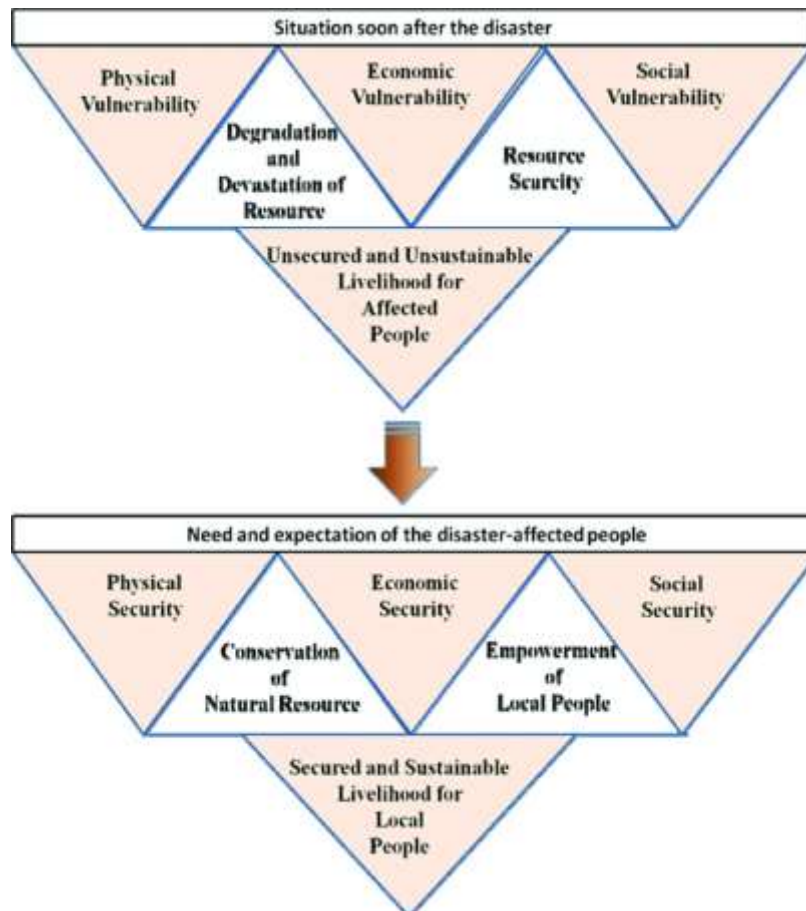 Situation soon after the disaster
Physical
Vulnerability
Economic
Vulnerability
Social
Vulnerability
Degradation
and
Devastation of
Resource
Resource
Scurcity
Unsecured and Unsustainable
Livelihood for
Affected
People
Need and expectation of the disaster-affected people
Physical
Security
Economic
Security
Social
Security
Conservation
of
Natural Resource
Empowerment
of
Local People
Secured and Sustainable
Livelihood for
Local
People